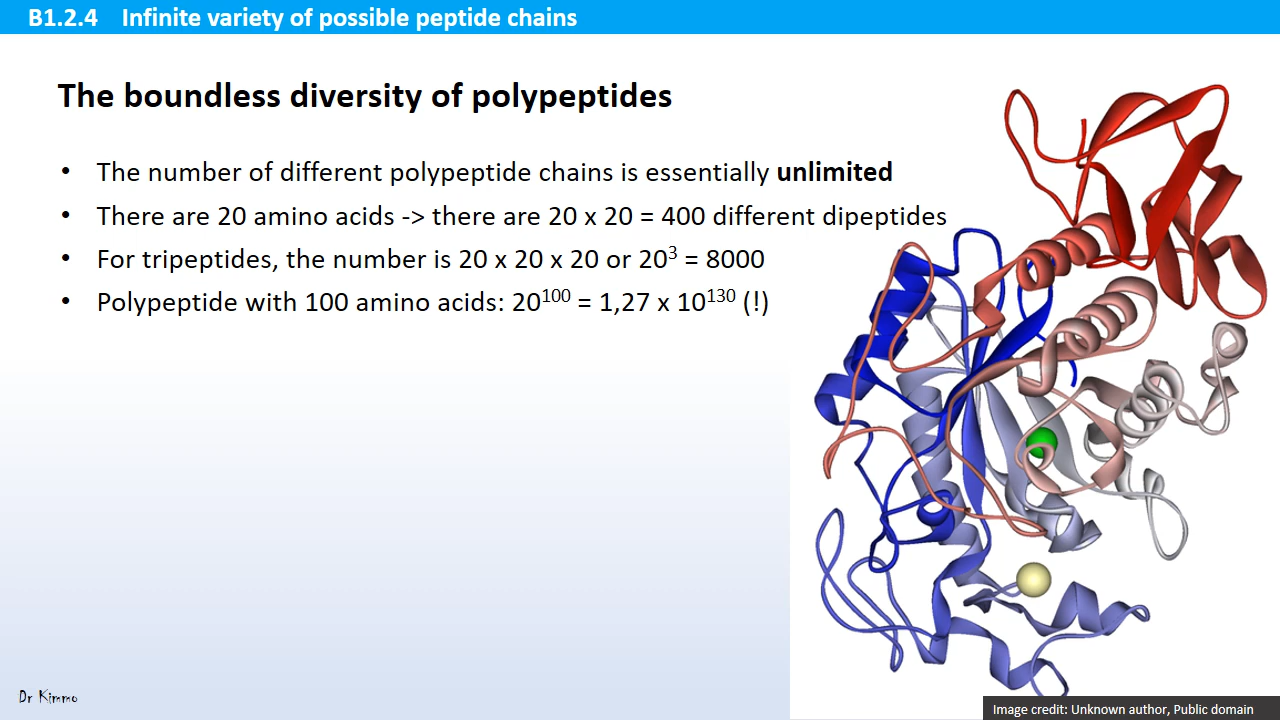 B1.2.4 Infinite variety of possible peptide chains
The boundless diversity of polypeptides
• The number of different polypeptide chains is essentially unlimited
• There are 20 amino acids -> there are 20 x 20 = 400 different dipeptides
• For tripeptides, the number is 20 x 20 x 20 or 20³ = 8000
• Polypeptide with 100 amino acids: 20¹⁰⁰ = 1,27 x 10¹³⁰ (!)
Dr Kimmo
Image credit: Unknown author, Public domain